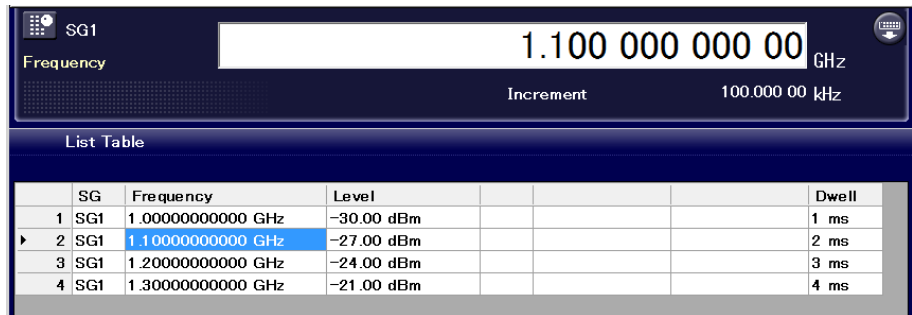 SG1
1.100 000 000 00 GHz
Frequency
Increment 100.000 00 kHz
List Table
SG Frequency Level Dwell
1 SG1 1.00000000000 GHz -30.00 dBm 1 ms
2 SG1 1.10000000000 GHz -27.00 dBm 2 ms
3 SG1 1.20000000000 GHz -24.00 dBm 3 ms
4 SG1 1.30000000000 GHz -21.00 dBm 4 ms